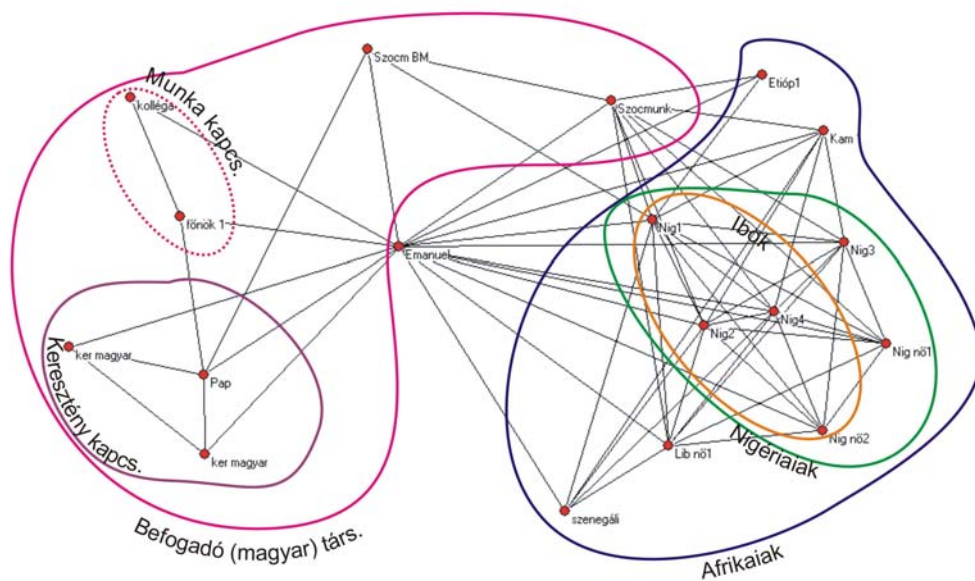 Szocm BM
Etióp1
Munka kapcs.
kolléga
Szocmunk
Kam
főnök 1
Nig1
Ibók
Emanuel
Nig3
Nig4
Nig2
ker magyar
Nig nő1
Keresztény kapcs.
Pap
Nig nő2
Nigériaiak
Lib nő1
ker magyar
szenegáli
Befogadó (magyar) társ.
Afrikaiak